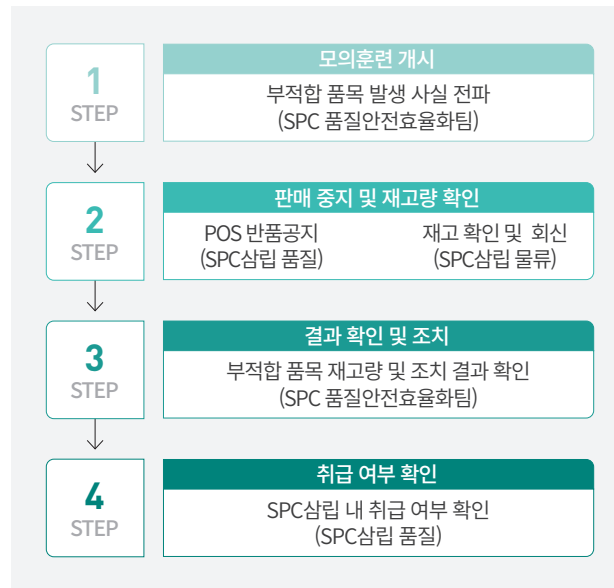 1
STEP
모의훈련 개시
부적합 품목 발생 사실 전파
(SPC 품질안전효율화팀)
2
STEP
판매 중지 및 재고량 확인
POS 반품공지
(SPC삼립 품질)
재고 확인 및 회신
(SPC삼립 물류)
3
STEP
결과 확인 및 조치
부적합 품목 재고량 및 조치 결과 확인
(SPC 품질안전효율화팀)
4
STEP
취급 여부 확인
SPC삼립 내 취급 여부 확인
(SPC삼립 품질)